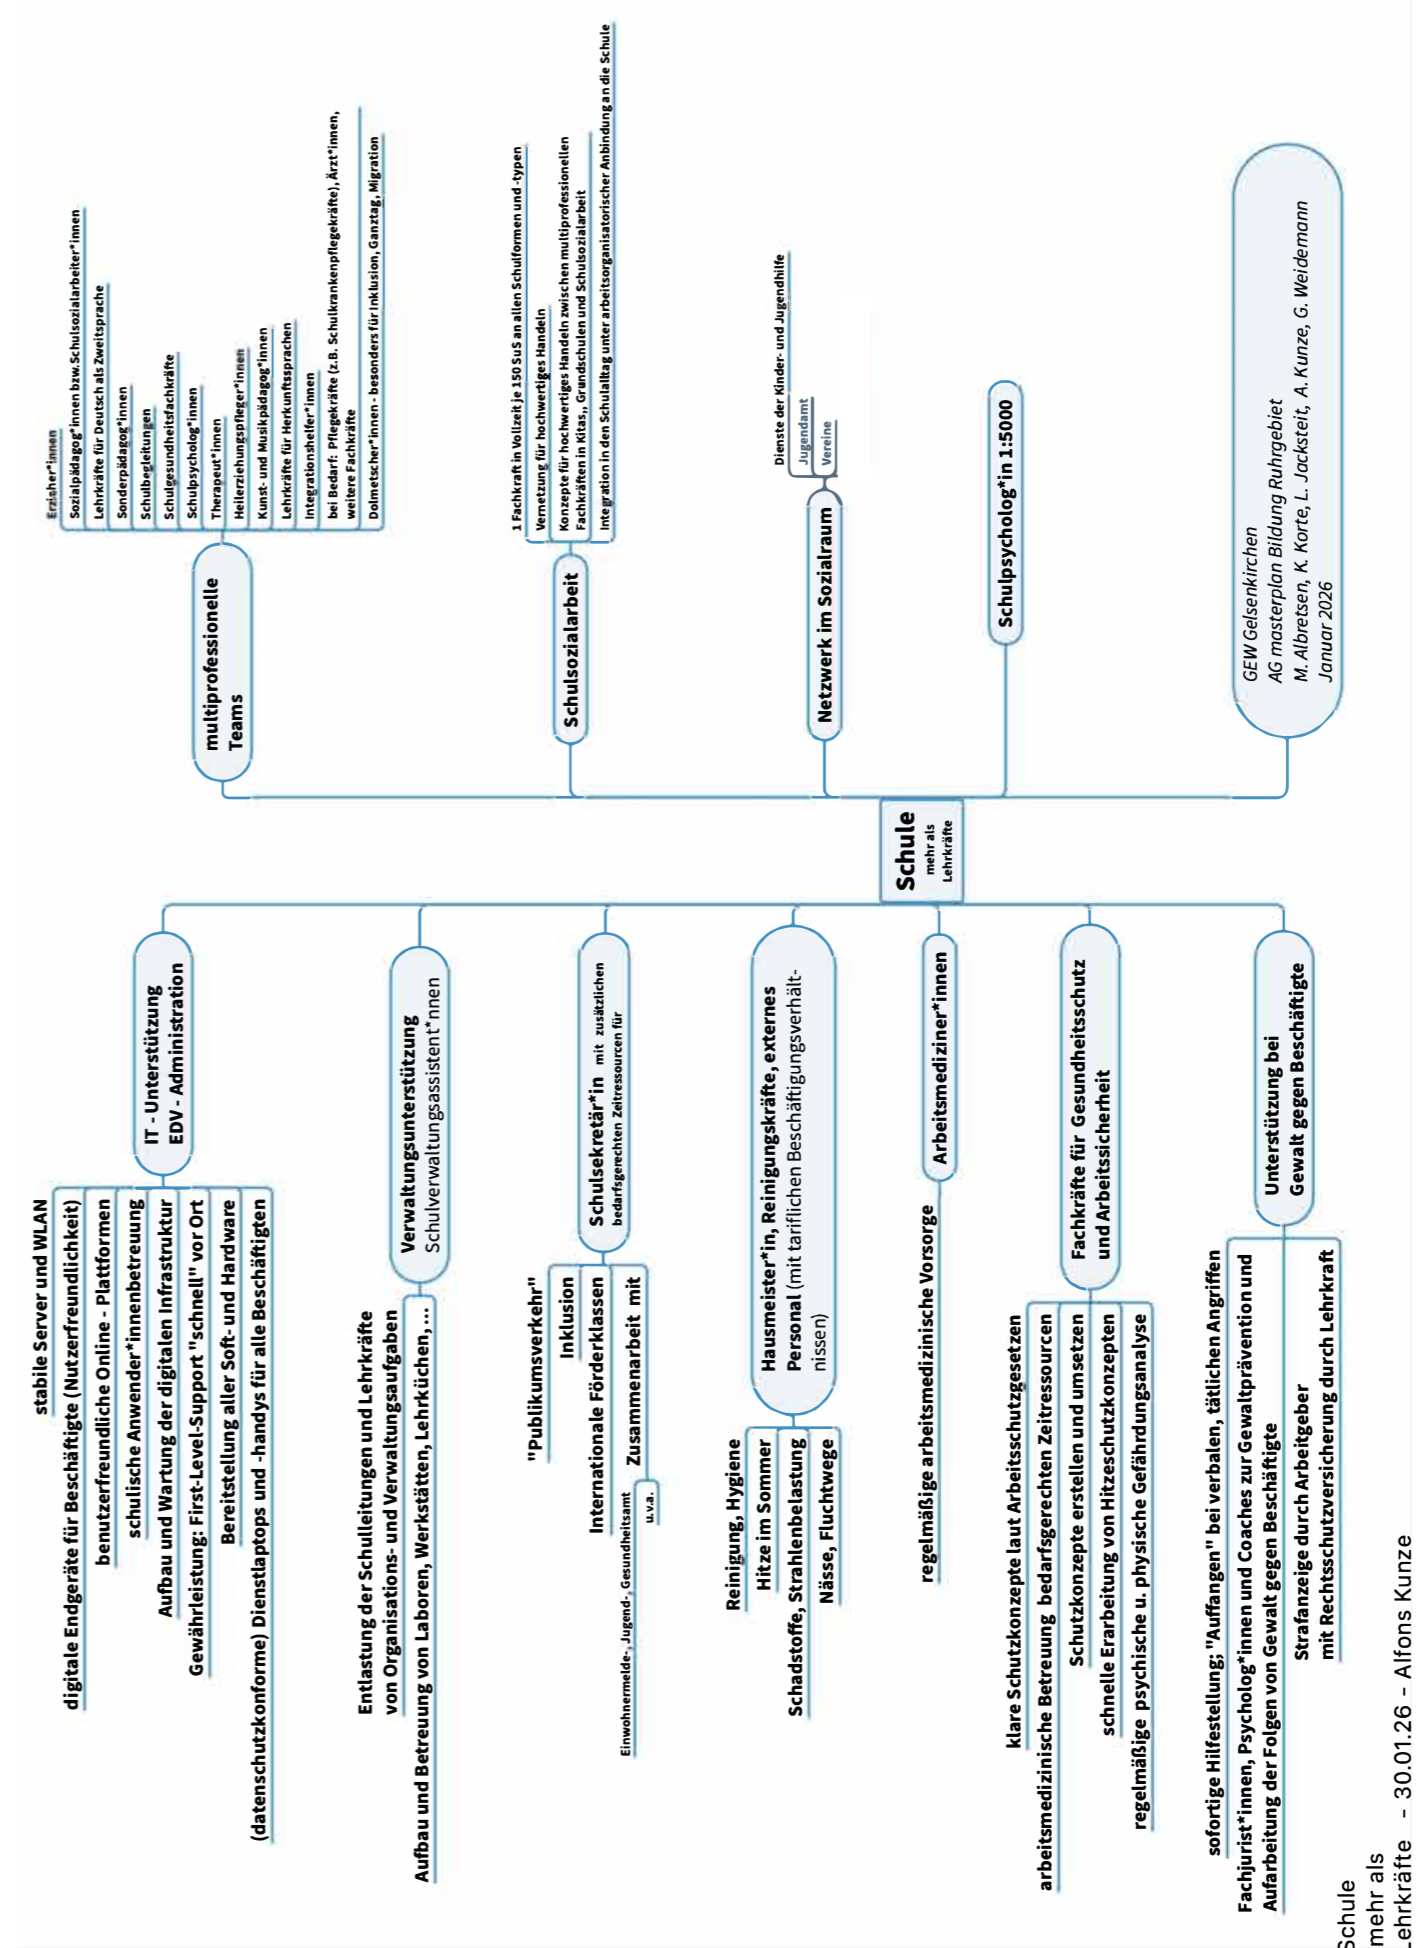 stabile Server und WLAN
digitale Endgeräte für Beschäftigte (Nutzerfreundlichkeit)
benutzerfreundliche Online - Plattformen
schulische Anwender*innenbetreuung
Aufbau und Wartung der digitalen Infrastruktur
Gewährleistung: First-Level-Support "schnell" vor Ort
Bereitstellung aller Soft- und Hardware
(datenschutzkonforme) Dienstlaptops und -handys für alle Beschäftigten
IT - Unterstützung
EDV - Administration
Entlastung der Schulleitungen und Lehrkräfte
von Organisations- und Verwaltungsaufgaben
Aufbau und Betreuung von Laboren, Werkstätten, Lehrküchen, ...
Verwaltungsunterstützung
Schulverwaltungsassistent*nnen
"Publikumsverkehr"
Inklusion
Internationale Förderklassen
Zusammenarbeit mit
Einwohnermelde-, Jugend-, Gesundheitsamt
u.v.a.
Schulsekretär*in mit zusätzlichen
bedarfsgerechten Zeitressourcen für
Reinigung, Hygiene
Hitze im Sommer
Schadstoffe, Strahlenbelastung
Nässe, Fluchtwege
Hausmeister*in, Reinigungskräfte, externes
Personal (mit tariflichen Beschäftigungsverhält-
nissen)
regelmäßige arbeitsmedizinische Vorsorge
Arbeitsmediziner*innen
klare Schutzkonzepte laut Arbeitsschutzgesetzen
arbeitsmedizinische Betreuung bedarfsgerechten Zeitressourcen
Schutzkonzepte erstellen und umsetzen
schnelle Erarbeitung von Hitzeschutzkonzepten
regelmäßige psychische u. physische Gefährdungsanalyse
Fachkräfte für Gesundheitsschutz
und Arbeitssicherheit
sofortige Hilfestellung; "Auffangen" bei verbalen, tätlichen Angriffen
Fachjurist*innen, Psycholog*innen und Coaches zur Gewaltprävention und
Aufarbeitung der Folgen von Gewalt gegen Beschäftigte
Strafanzeige durch Arbeitgeber
mit Rechtsschutzversicherung durch Lehrkraft
Unterstützung bei
Gewalt gegen Beschäftigte
Schule
mehr als
Lehrkräfte
multiprofessionelle
Teams
Erzieher*innen
Sozialpädagog*innen bzw. Schulsozialarbeiter*innen
Lehrkräfte für Deutsch als Zweitsprache
Sonderpädagog*innen
Schulbegleitungen
Schulgesundheitsfachkräfte
Schulpsycholog*innen
Therapeut*innen
Heilerziehungspfleger*innen
Kunst- und Musikpädagog*innen
Lehrkräfte für Herkunftssprachen
Integrationshelfer*innen
bei Bedarf: Pflegekräfte (z.B. Schulkrankenpflegekräfte), Ärzt*innen,
weitere Fachkräfte
Dolmetscher*innen - besonders für Inklusion, Ganztag, Migration
Schulsozialarbeit
1 Fachkraft in Vollzeit je 150 SuS an allen Schulformen und -typen
Vernetzung für hochwertiges Handeln
Konzepte für hochwertiges Handeln zwischen multiprofessionellen
Fachkräften in Kitas,, Grundschulen und Schulsozialarbeit
Integration in den Schulalltag unter arbeitsorganisatorischer Anbindung an die Schule
Netzwerk im Sozialraum
Dienste der Kinder- und Jugendhilfe
Jugendamt
Vereine
Schulpsycholog*in 1:5000
GEW Gelsenkirchen
AG masterplan Bildung Ruhrgebiet
M. Albretsen, K. Korte, L. Jacksteit, A. Kunze, G. Weidemann
Januar 2026
Schule
mehr als
Lehrkräfte - 30.01.26 - Alfons Kunze